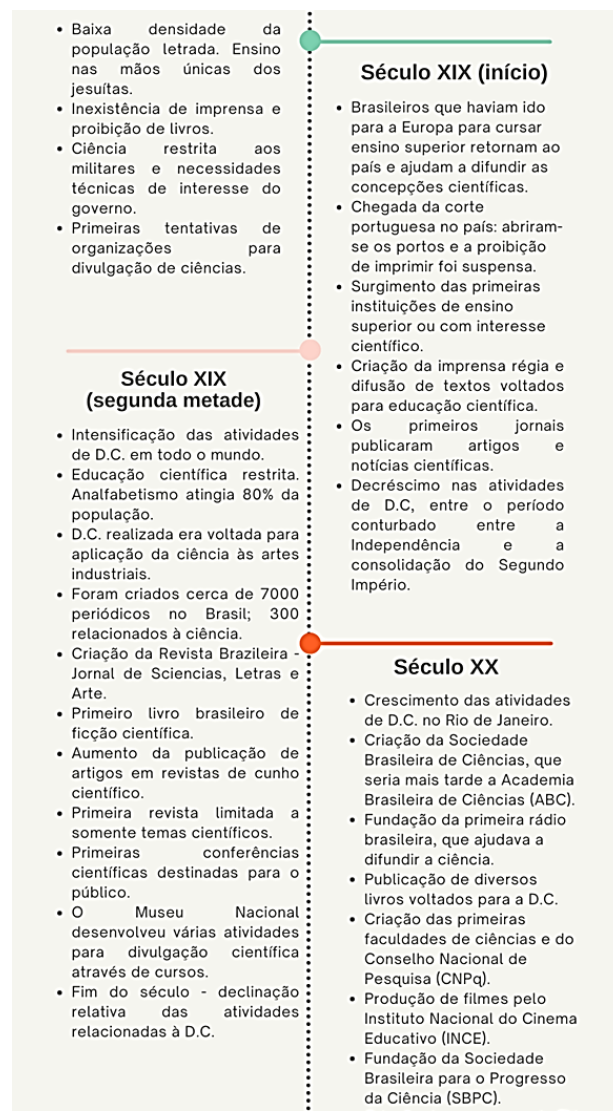 • Baixa densidade da
população letrada. Ensino
nas mãos únicas dos
jesuítas.
• Inexistência de imprensa e
proibição de livros.
• Ciência restrita aos
militares e necessidades
técnicas de interesse do
governo.
• Primeiras tentativas de
organizações para
divulgação de ciências.
Século XIX (início)
• Brasileiros que haviam ido
para a Europa para cursar
ensino superior retornam ao
país e ajudam a difundir as
concepções científicas.
• Chegada da corte
portuguesa no país: abriram-
se os portos e a proibição
de imprimir foi suspensa.
• Surgimento das primeiras
instituições de ensino
superior ou com interesse
científico.
• Criação da imprensa régia e
difusão de textos voltados
para educação científica.
• Os primeiros jornais
publicaram artigos e
notícias científicas.
• Decréscimo nas atividades
de D.C, entre o período
conturbado entre a
Independência e a
consolidação do Segundo
Império.
Século XIX
(segunda metade)
• Intensificação das atividades
de D.C. em todo o mundo.
• Educação científica restrita.
Analfabetismo atingia 80% da
população.
• D.C. realizada era voltada para
aplicação da ciência às artes
industriais.
• Foram criados cerca de 7000
periódicos no Brasil; 300
relacionados à ciência.
• Criação da Revista Brazileira -
Jornal de Sciencias, Letras e
Arte.
• Primeiro livro brasileiro de
ficção científica.
• Aumento da publicação de
artigos em revistas de cunho
científico.
• Primeira revista limitada a
somente temas científicos.
• Primeiras conferências
científicas destinadas para o
público.
• O Museu Nacional
desenvolveu várias atividades
para divulgação científica
através de cursos.
• Fim do século - declinação
relativa das atividades
relacionadas à D.C.
Século XX
• Crescimento das atividades
de D.C. no Rio de Janeiro.
• Criação da Sociedade
Brasileira de Ciências, que
seria mais tarde a Academia
Brasileira de Ciências (ABC).
• Fundação da primeira rádio
brasileira, que ajudava a
difundir a ciência.
• Publicação de diversos
livros voltados para a D.C.
• Criação das primeiras
faculdades de ciências e do
Conselho Nacional de
Pesquisa (CNPq).
• Produção de filmes pelo
Instituto Nacional do Cinema
Educativo (INCE).
• Fundação da Sociedade
Brasileira para o Progresso
da Ciência (SBPC).